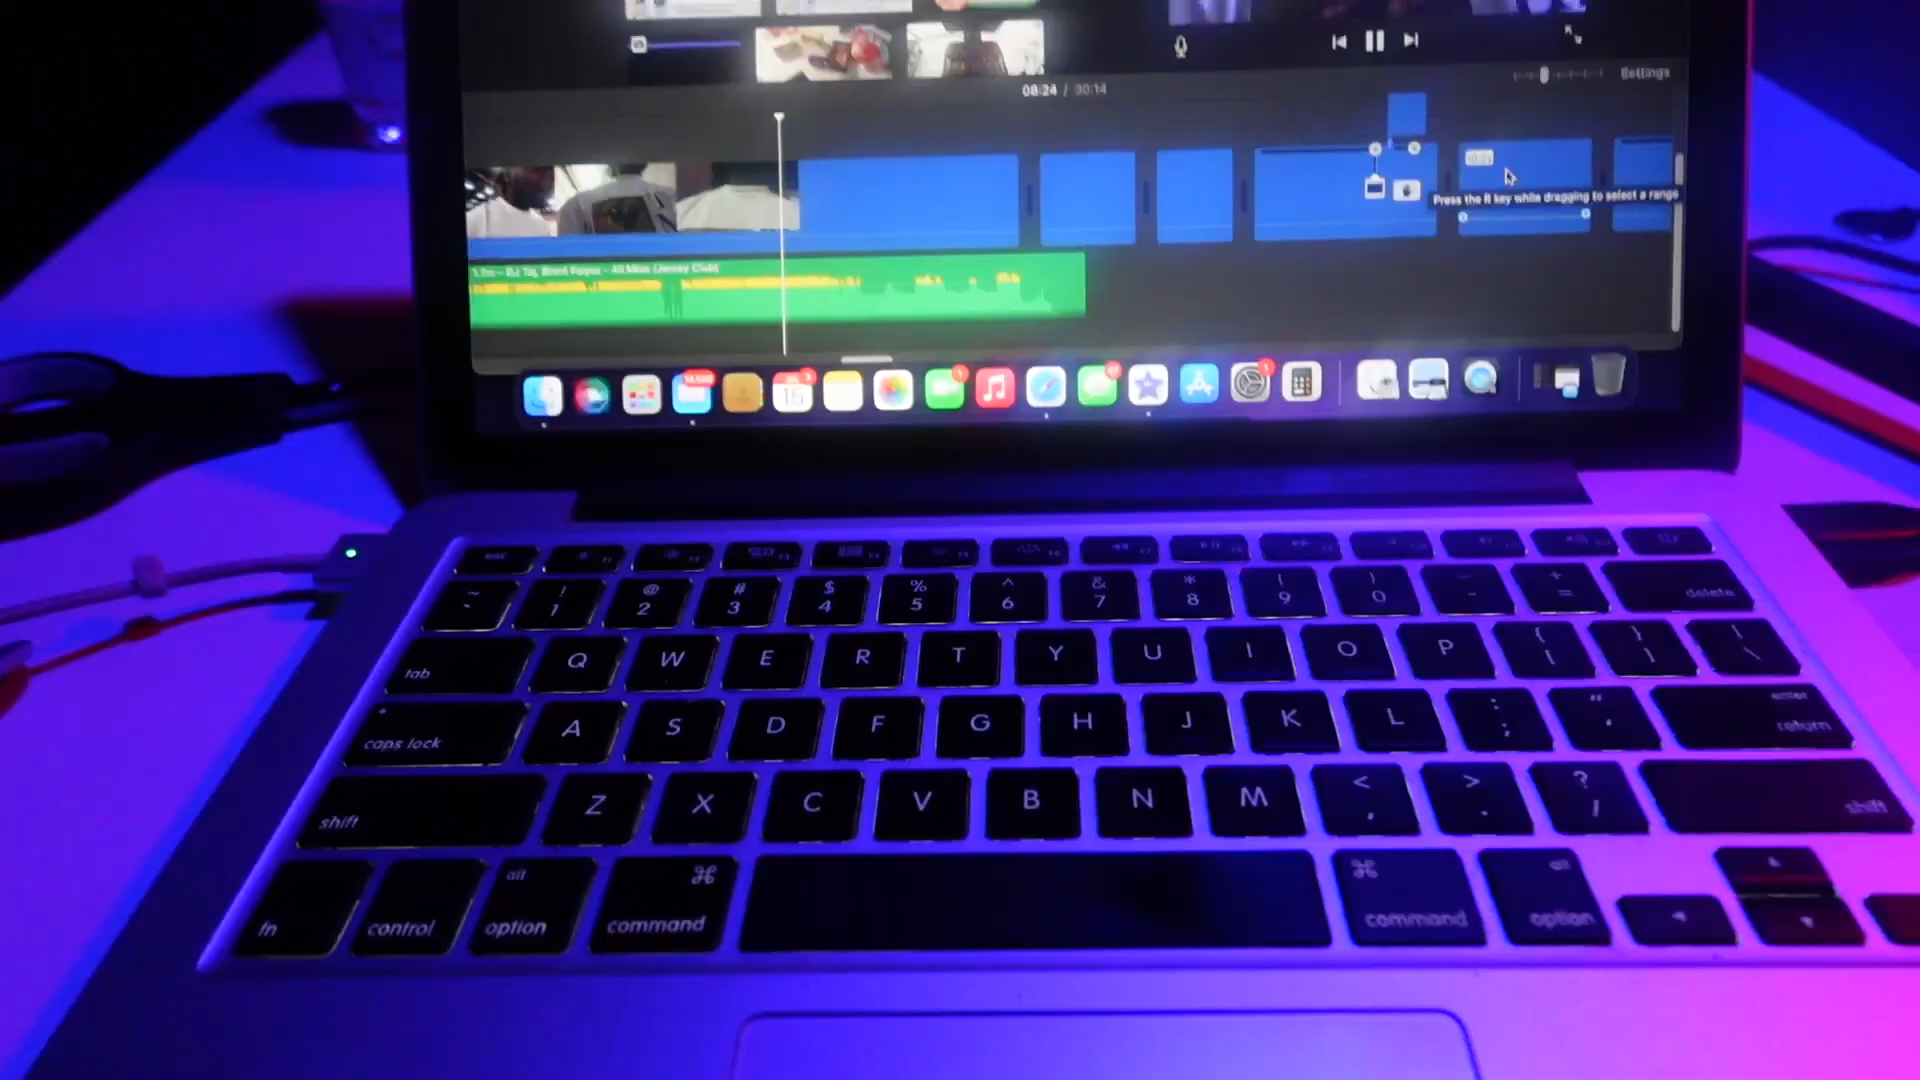 08:24 / 30:14
Settings
Press the R key while dragging to select a range
15
esc
~ ! @ # $ % ^ & * ( ) _ +
` 1 2 3 4 5 6 7 8 9 0 - = delete
tab Q W E R T Y U I O P { [ } ] | \
caps lock A S D F G H J K L : ; " ' enter return
shift Z X C V B N M < , > . ? / shift
fn control alt option ⌘ command ⌘ command alt option